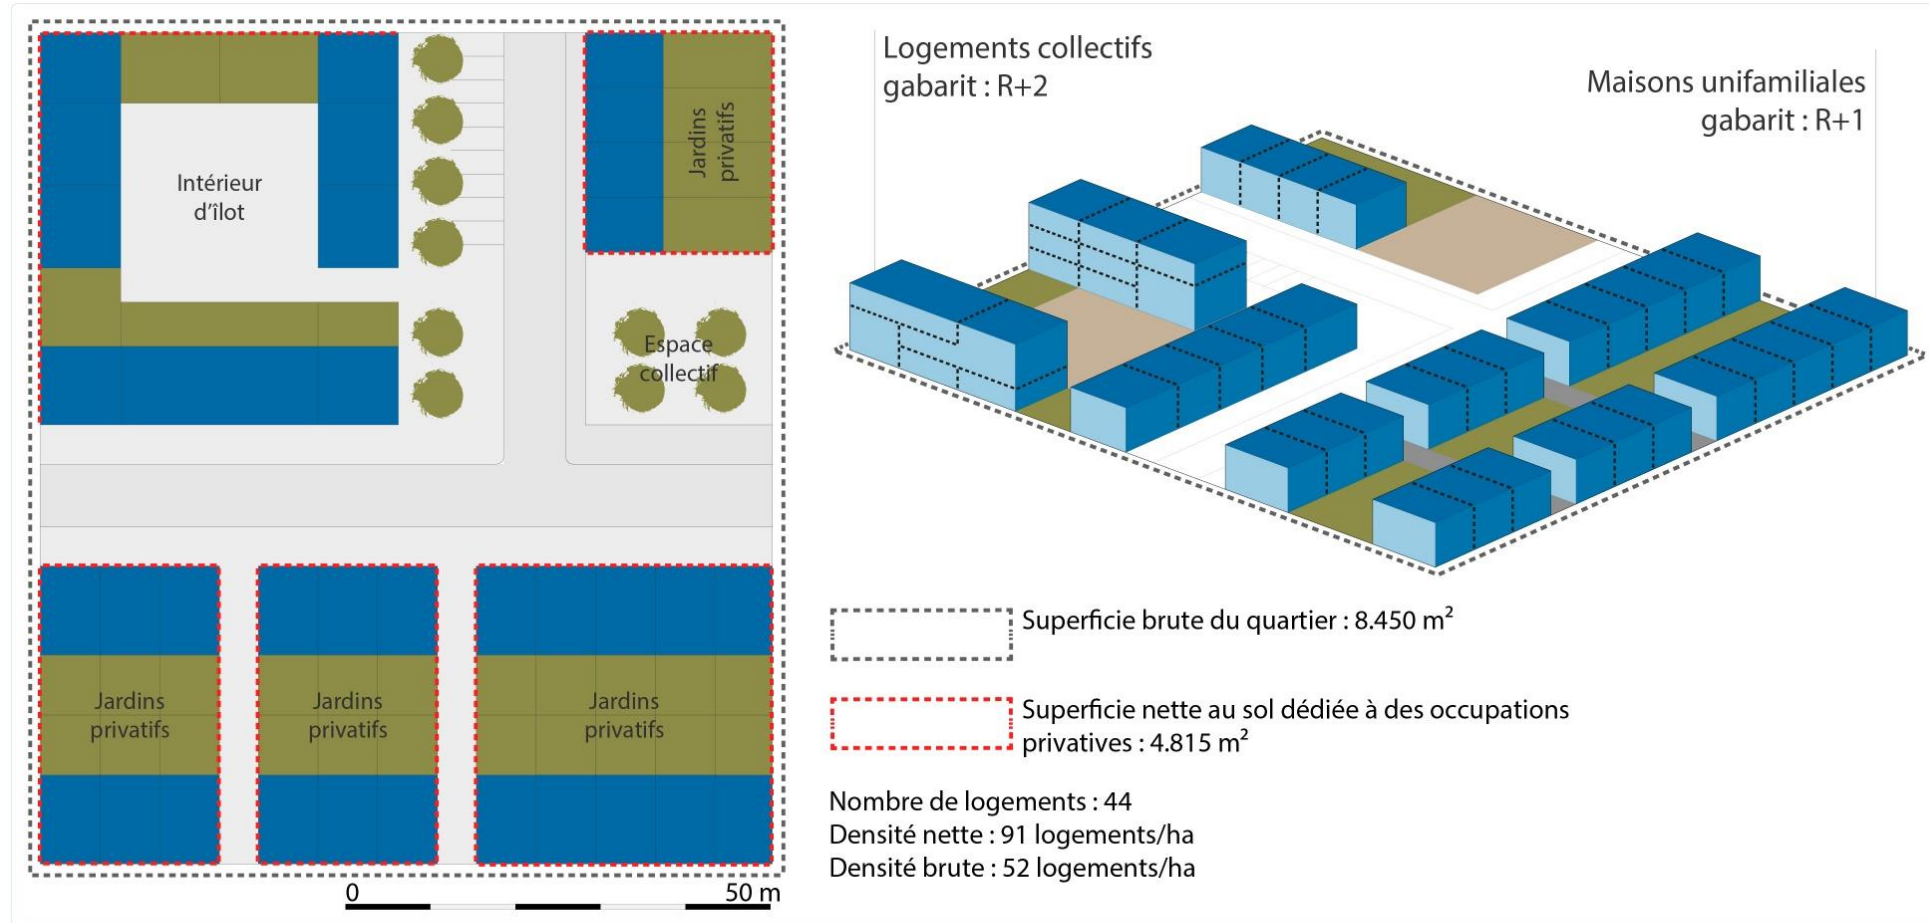 Intérieur
d'îlot
Jardins
privatifs
Espace
collectif
Jardins
privatifs
Jardins
privatifs
Jardins
privatifs
0
50 m
Logements collectifs
gabarit : R+2
Maisons unifamiliales
gabarit : R+1
Superficie brute du quartier : 8.450 m²
Superficie nette au sol dédiée à des occupations
privatives : 4.815 m²
Nombre de logements : 44
Densité nette : 91 logements/ha
Densité brute : 52 logements/ha